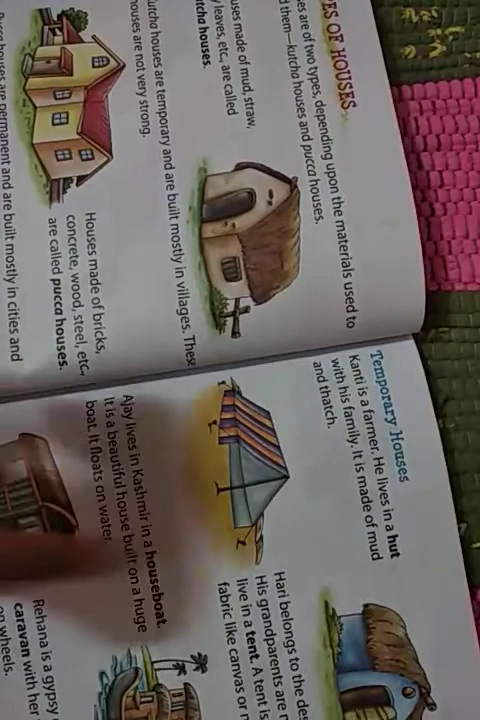 ES OF HOUSES
es are of two types, depending upon the materials used to
them—kutcha houses and pucca houses.
uses made of mud, straw,
leaves, etc., are called
tcha houses.
utcha houses are temporary and are built mostly in villages. These
houses are not very strong.
Houses made of bricks,
concrete, wood, steel, etc.,
are called pucca houses.
houses are permanent and are built mostly in cities and
Temporary Houses
Kanti is a farmer. He lives in a hut
with his family. It is made of mud
and thatch.
Hari belongs to the des
His grandparents are
live in a tent. A tent is
fabric like canvas or
Ajay lives in Kashmir in a houseboat.
It is a beautiful house built on a huge
boat. It floats on water.
Rehana is a gypsy
caravan with her
on wheels.